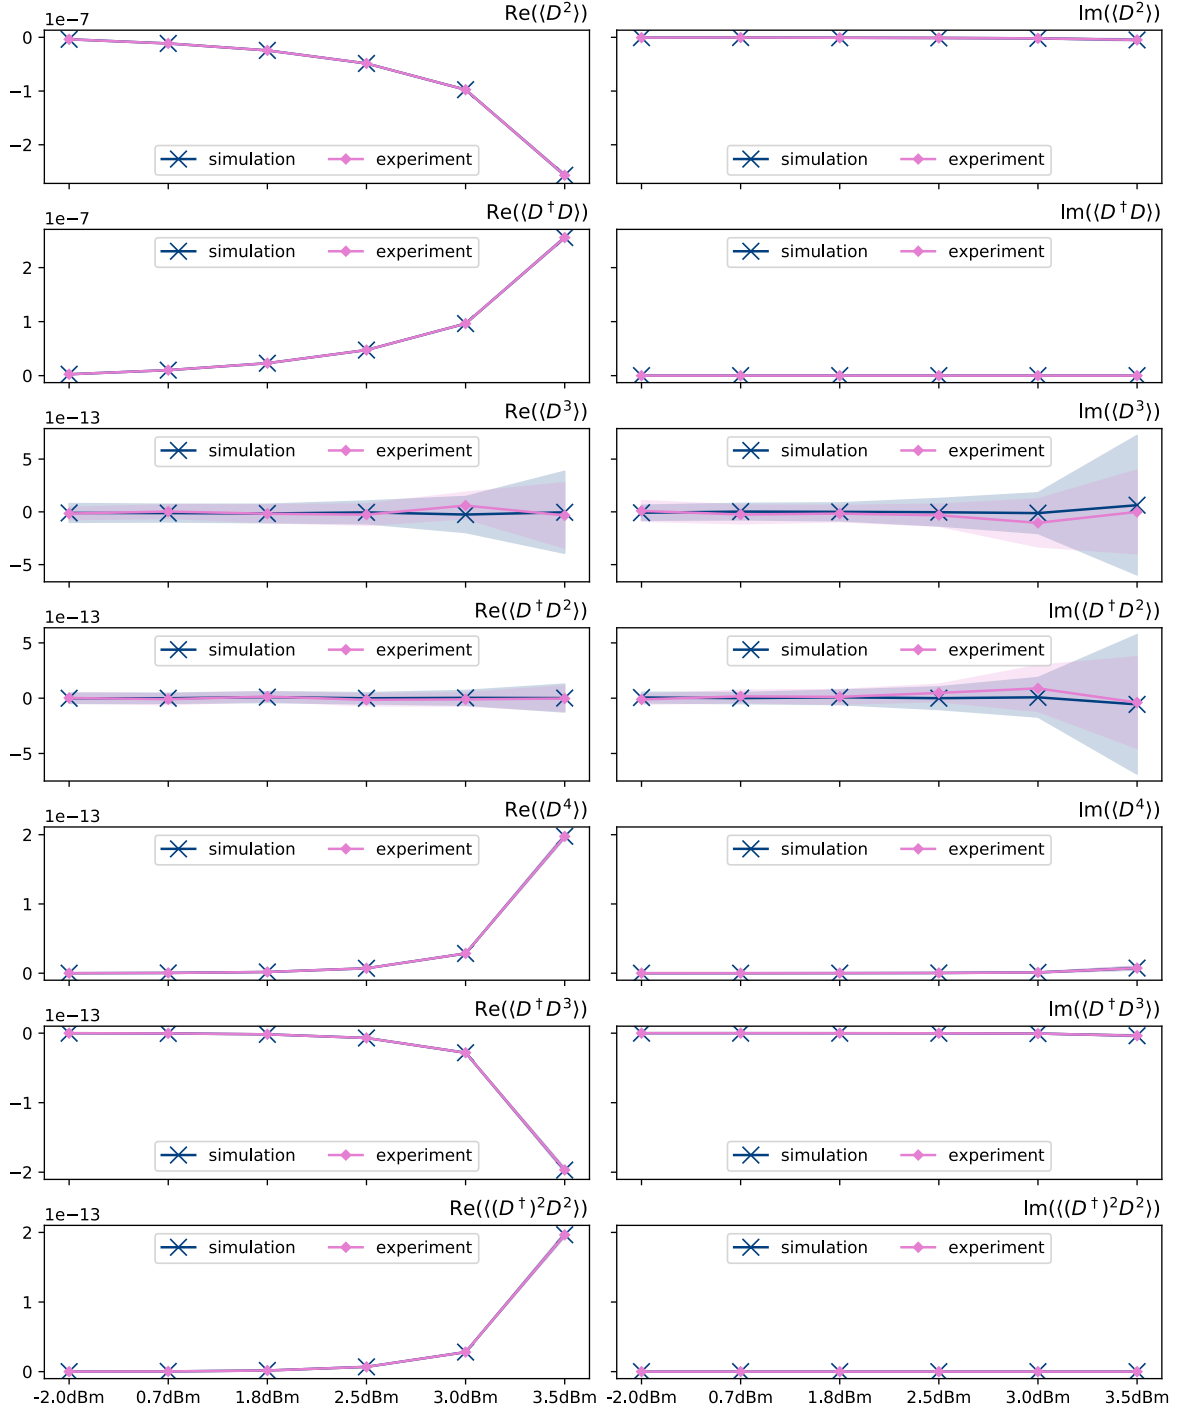 1e−7 Re(⟨D²⟩) Im(⟨D²⟩)
0
−1
−2
simulation experiment simulation experiment
1e−7 Re(⟨D†D⟩) Im(⟨D†D⟩)
simulation experiment simulation experiment
2
1
0
1e−13 Re(⟨D³⟩) Im(⟨D³⟩)
simulation experiment simulation experiment
5
0
−5
1e−13 Re(⟨D†D²⟩) Im(⟨D†D²⟩)
simulation experiment simulation experiment
5
0
−5
1e−13 Re(⟨D⁴⟩) Im(⟨D⁴⟩)
2
simulation experiment simulation experiment
1
0
1e−13 Re(⟨D†D³⟩) Im(⟨D†D³⟩)
0
−1
simulation experiment simulation experiment
−2
1e−13 Re(⟨(D†)²D²⟩) Im(⟨(D†)²D²⟩)
2
simulation experiment simulation experiment
1
0
-2.0dBm 0.7dBm 1.8dBm 2.5dBm 3.0dBm 3.5dBm -2.0dBm 0.7dBm 1.8dBm 2.5dBm 3.0dBm 3.5dBm